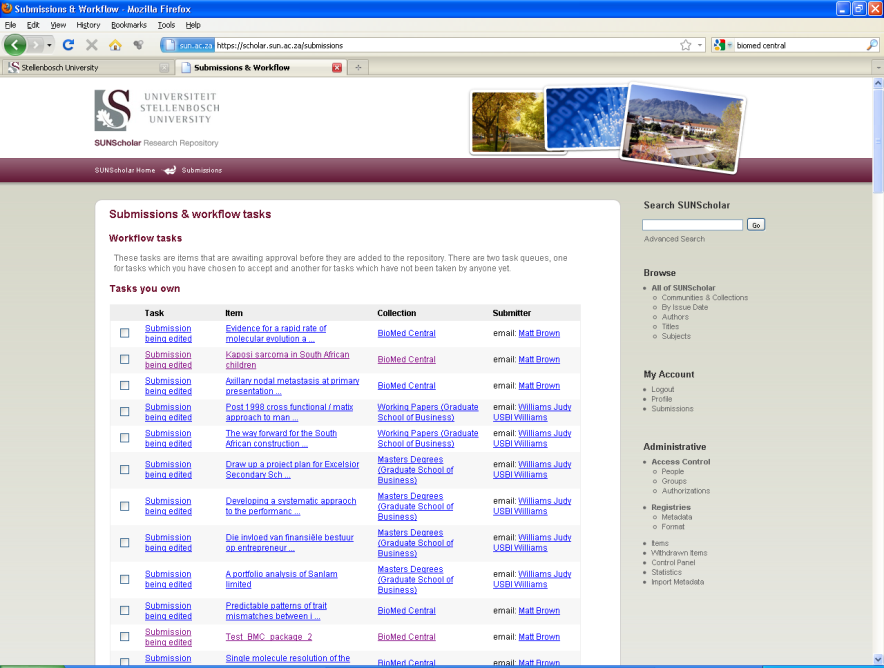 Submissions & Workflow - Mozilla Firefox
File Edit View History Bookmarks Tools Help
sun.ac.za https://scholar.sun.ac.za/submissions
biomed central
Stellenbosch University
Submissions & Workflow
UNIVERSITEIT
STELLENBOSCH
UNIVERSITY
SUNScholar Research Repository
SUNScholar Home Submissions
Submissions & workflow tasks
Workflow tasks
These tasks are items that are awaiting approval before they are added to the repository. There are two task queues, one
for tasks which you have chosen to accept and another for tasks which have not been taken by anyone yet.
Tasks you own
Task Item Collection Submitter
Submission being edited Evidence for a rapid rate of molecular evolution a ... BioMed Central email: Matt Brown
Submission being edited Kaposi sarcoma in South African children BioMed Central email: Matt Brown
Submission being edited Axillary nodal metastasis at primary presentation ... BioMed Central email: Matt Brown
Submission being edited Post 1998 cross functional / matix approach to man ... Working Papers (Graduate School of Business) email: Williams Judy USBI Williams
Submission being edited The way forward for the South African construction ... Working Papers (Graduate School of Business) email: Williams Judy USBI Williams
Submission being edited Draw up a project plan for Excelsior Secondary Sch ... Masters Degrees (Graduate School of Business) email: Williams Judy USBI Williams
Submission being edited Developing a systematic appraoch to the performanc ... Masters Degrees (Graduate School of Business) email: Williams Judy USBI Williams
Submission being edited Die invloed van finansiële bestuur op entrepreneur ... Masters Degrees (Graduate School of Business) email: Williams Judy USBI Williams
Submission being edited A portfolio analysis of Sanlam limited Masters Degrees (Graduate School of Business) email: Williams Judy USBI Williams
Submission being edited Predictable patterns of trait mismatches between i ... BioMed Central email: Matt Brown
Submission being edited Test_BMC_package_2 BioMed Central email: Matt Brown
Submission Single molecule resolution of the
Search SUNScholar
Go
Advanced Search
Browse
All of SUNScholar
Communities & Collections
By Issue Date
Authors
Titles
Subjects
My Account
Logout
Profile
Submissions
Administrative
Access Control
People
Groups
Authorizations
Registries
Metadata
Format
Items
Withdrawn Items
Control Panel
Statistics
Import Metadata